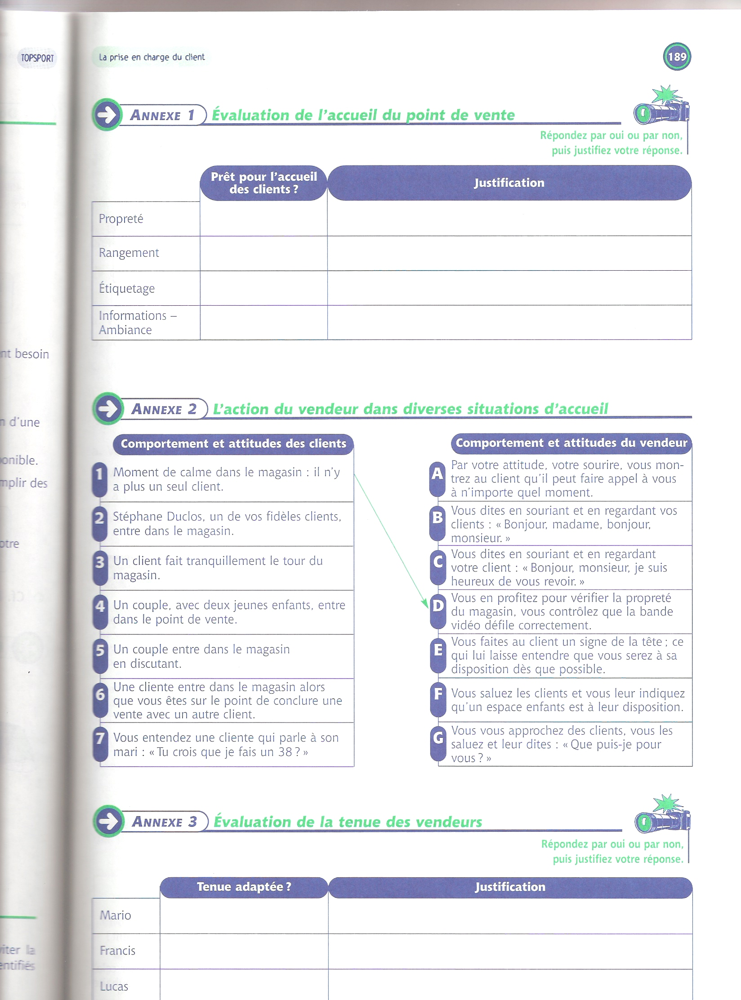 TOPSPORT
La prise en charge du client
189
ANNEXE 1
Évaluation de l'accueil du point de vente
Répondez par oui ou par non,
puis justifiez votre réponse.
Prêt pour l'accueil
des clients ?
Justification
Propreté
Rangement
Étiquetage
Informations –
Ambiance
besoin
d'une
otre
ANNEXE 2
L'action du vendeur dans diverses situations d'accueil
Comportement et attitudes des clients
1
Moment de calme dans le magasin : il n'y
a plus un seul client.
2
Stéphane Duclos, un de vos fidèles clients,
entre dans le magasin.
3
Un client fait tranquillement le tour du
magasin.
4
Un couple, avec deux jeunes enfants, entre
dans le point de vente.
5
Un couple entre dans le magasin
en discutant.
6
Une cliente entre dans le magasin alors
que vous êtes sur le point de conclure une
vente avec un autre client.
7
Vous entendez une cliente qui parle à son
mari : « Tu crois que je fais un 38 ? »
Comportement et attitudes du vendeur
A
Par votre attitude, votre sourire, vous mon-
trez au client qu'il peut faire appel à vous
à n'importe quel moment.
B
Vous dites en souriant et en regardant vos
clients : « Bonjour, madame, bonjour,
monsieur. »
C
Vous dites en souriant et en regardant
votre client : « Bonjour, monsieur, je suis
heureux de vous revoir. »
D
Vous en profitez pour vérifier la propreté
du magasin, vous contrôlez que la bande
vidéo défile correctement.
E
Vous faites au client un signe de la tête ; ce
qui lui laisse entendre que vous serez à sa
disposition dès que possible.
F
Vous saluez les clients et vous leur indiquez
qu'un espace enfants est à leur disposition.
G
Vous vous approchez des clients, vous les
saluez et leur dites : « Que puis-je pour
vous ? »
ANNEXE 3
Évaluation de la tenue des vendeurs
Répondez par oui ou par non,
puis justifiez votre réponse.
Tenue adaptée ?
Justification
Mario
Francis
Lucas